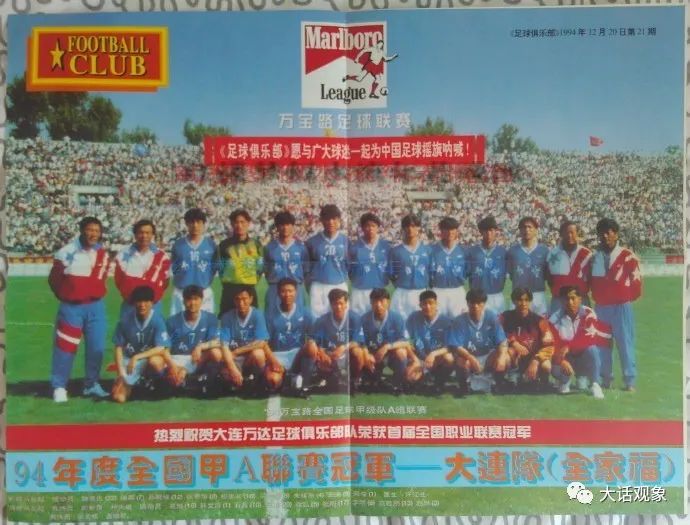 FOOTBALL
CLUB
Marlboro
League
万宝路足球联赛
《足球俱乐部》1994年12月20日第21期
《足球俱乐部》愿与广大球迷一起为中国足球摇旗呐喊!
万宝路全国足球甲级队A组联赛
热烈祝贺大连万达足球俱乐部队荣获首届全国职业联赛冠军
94年度全國甲A聯賽冠軍——大連隊(全家福)
大话观象